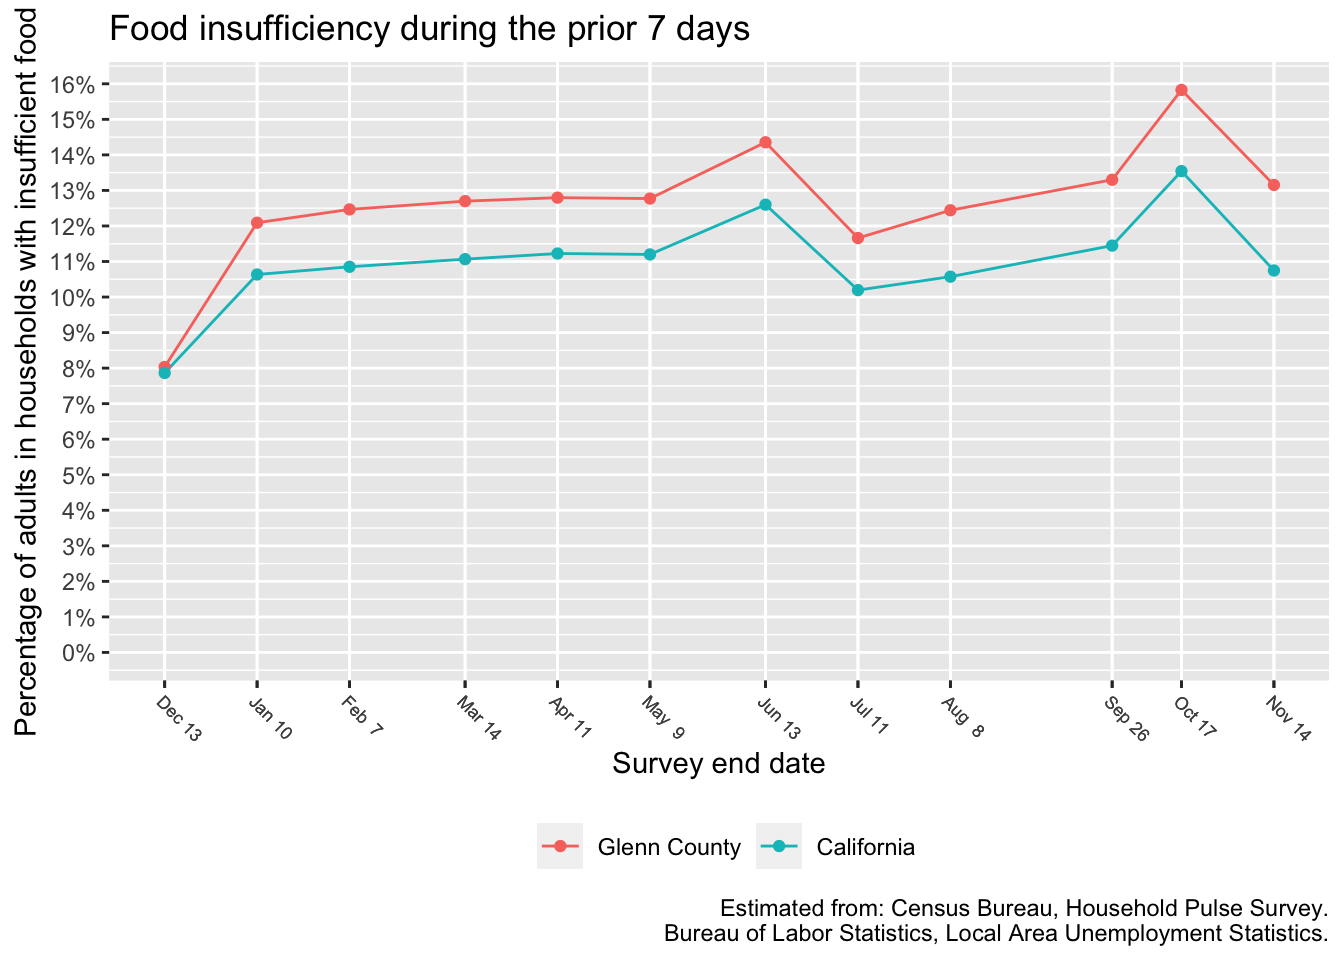 Food insufficiency during the prior 7 days
Percentage of adults in households with insufficient food
16%
15%
14%
13%
12%
11%
10%
9%
8%
7%
6%
5%
4%
3%
2%
1%
0%
Dec 13
Jan 10
Feb 7
Mar 14
Apr 11
May 9
Jun 13
Jul 11
Aug 8
Sep 26
Oct 17
Nov 14
Survey end date
Glenn County
California
Estimated from: Census Bureau, Household Pulse Survey.
Bureau of Labor Statistics, Local Area Unemployment Statistics.